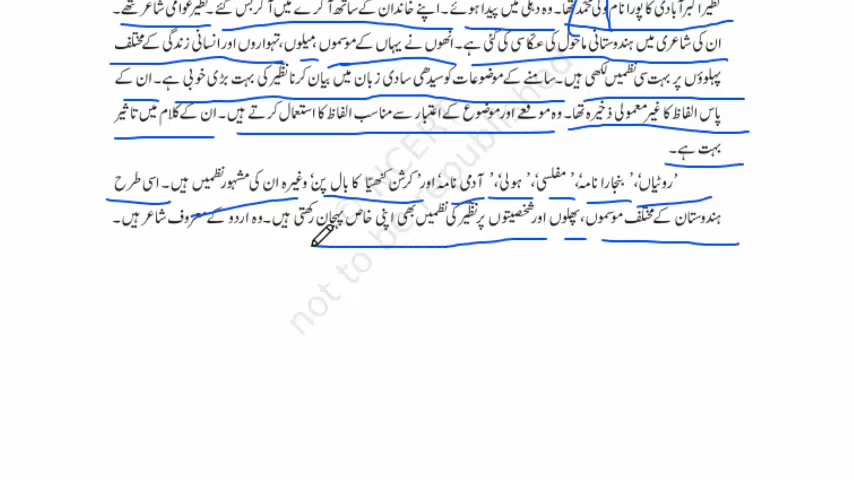 نظیر اکبر آبادی کا پورا نام ولی محمد تھا۔ وہ دہلی میں پیدا ہوئے۔ اپنے خاندان کے ساتھ آگرے میں آ کر بس گئے۔ نظیر عوامی شاعر تھے۔
ان کی شاعری میں ہندوستانی ماحول کی عکاسی کی گئی ہے۔ انھوں نے یہاں کے موسموں، میلوں، تہواروں اور انسانی زندگی کے مختلف
پہلوؤں پر بہت سی نظمیں لکھی ہیں۔ سامنے کے موضوعات کو سیدھی سادی زبان میں بیان کرنا نظیر کی بہت بڑی خوبی ہے۔ ان کے
پاس الفاظ کا غیر معمولی ذخیرہ تھا۔ وہ موقعے اور موضوع کے اعتبار سے مناسب الفاظ کا استعمال کرتے ہیں۔ ان کے کلام میں تاثیر
بہت ہے۔
’روٹیاں‘، ’بنجارا نامہ‘، ’مفلسی‘، ’ہولی‘، ’آدمی نامہ‘ اور ’کرشن کنھیّا کا بال پن‘ وغیرہ ان کی مشہور نظمیں ہیں۔ اسی طرح
ہندوستان کے مختلف موسموں، پھلوں اور شخصیتوں پر نظیر کی نظمیں بھی اپنی خاص پہچان رکھتی ہیں۔ وہ اردو کے معروف شاعر ہیں۔
not to be republished